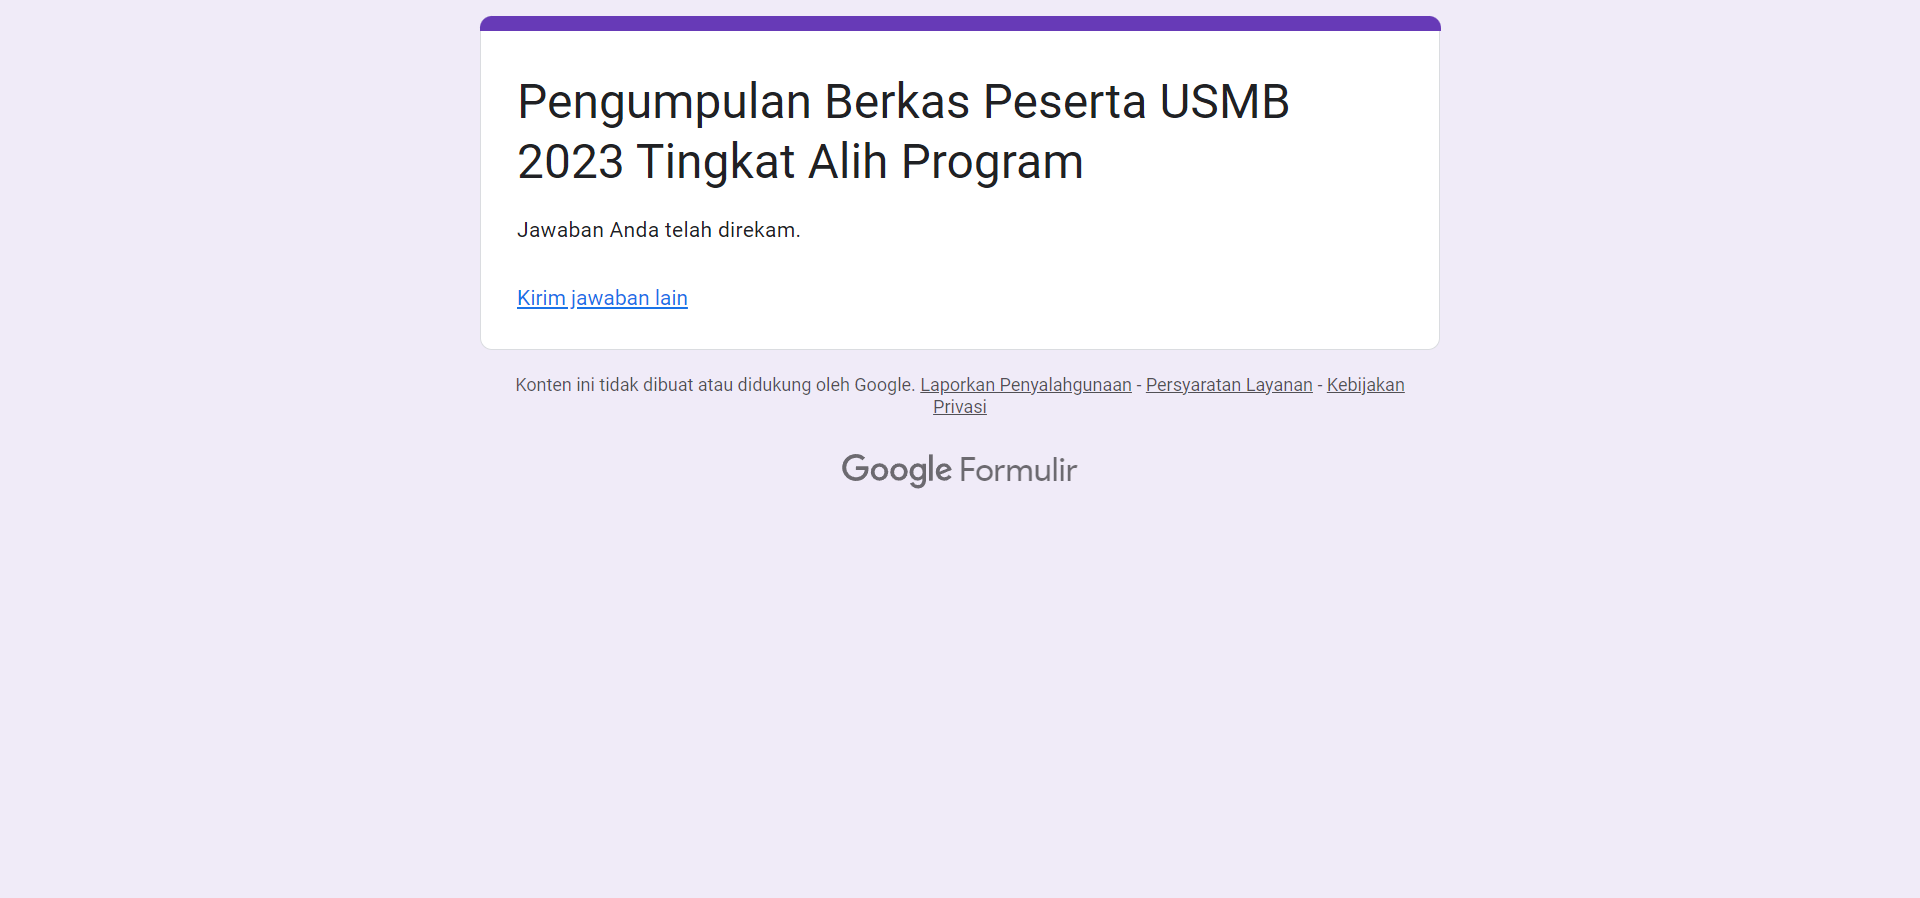 Pengumpulan Berkas Peserta USMB
2023 Tingkat Alih Program
Jawaban Anda telah direkam.
Kirim jawaban lain
Konten ini tidak dibuat atau didukung oleh Google. Laporkan Penyalahgunaan - Persyaratan Layanan - Kebijakan
Privasi
Google Formulir